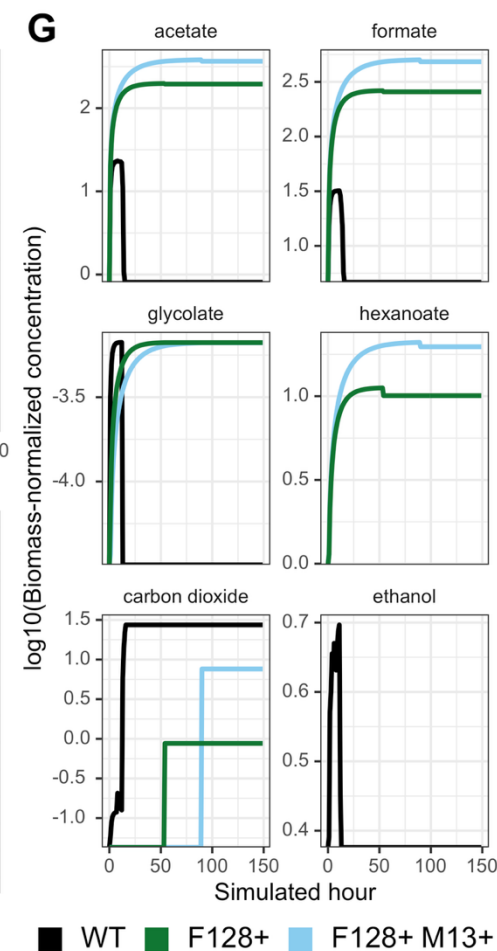 G
acetate
formate
2
1
0
2.5
2.0
1.5
1.0
glycolate
hexanoate
-3.5
-4.0
1.0
0.5
0.0
carbon dioxide
ethanol
1.5
1.0
0.5
0.0
-0.5
-1.0
0.7
0.6
0.5
0.4
0 50 100 150
0 50 100 150
log10(Biomass-normalized concentration)
0
Simulated hour
WT F128+ F128+ M13+